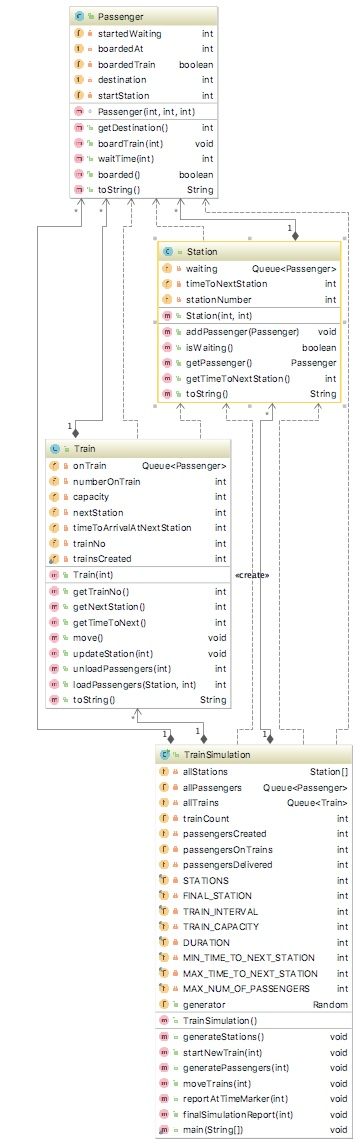 Passenger
startedWaiting int
boardedAt int
boardedTrain boolean
destination int
startStation int
Passenger(int, int, int)
getDestination() int
boardTrain(int) void
waitTime(int) int
boarded() boolean
toString() String
* * *
1
Station
waiting Queue<Passenger>
timeToNextStation int
stationNumber int
Station(int, int)
addPassenger(Passenger) void
isWaiting() boolean
getPassenger() Passenger
getTimeToNextStation() int
toString() String
*
1
Train
onTrain Queue<Passenger>
numberOnTrain int
capacity int
nextStation int
timeToArrivalAtNextStation int
trainNo int
trainsCreated int
Train(int) «create»
getTrainNo() int
getNextStation() int
getTimeToNext() int
move() void
updateStation(int) void
unloadPassengers(int) int
loadPassengers(Station, int) int
toString() String
*
1 1 1
TrainSimulation
allStations Station[]
allPassengers Queue<Passenger>
allTrains Queue<Train>
trainCount int
passengersCreated int
passengersOnTrains int
passengersDelivered int
STATIONS int
FINAL_STATION int
TRAIN_INTERVAL int
TRAIN_CAPACITY int
DURATION int
MIN_TIME_TO_NEXT_STATION int
MAX_TIME_TO_NEXT_STATION int
MAX_NUM_OF_PASSENGERS int
generator Random
TrainSimulation()
generateStations() void
startNewTrain(int) void
generatePassengers(int) void
moveTrains(int) void
reportAtTimeMarker(int) void
finalSimulationReport(int) void
main(String[]) void